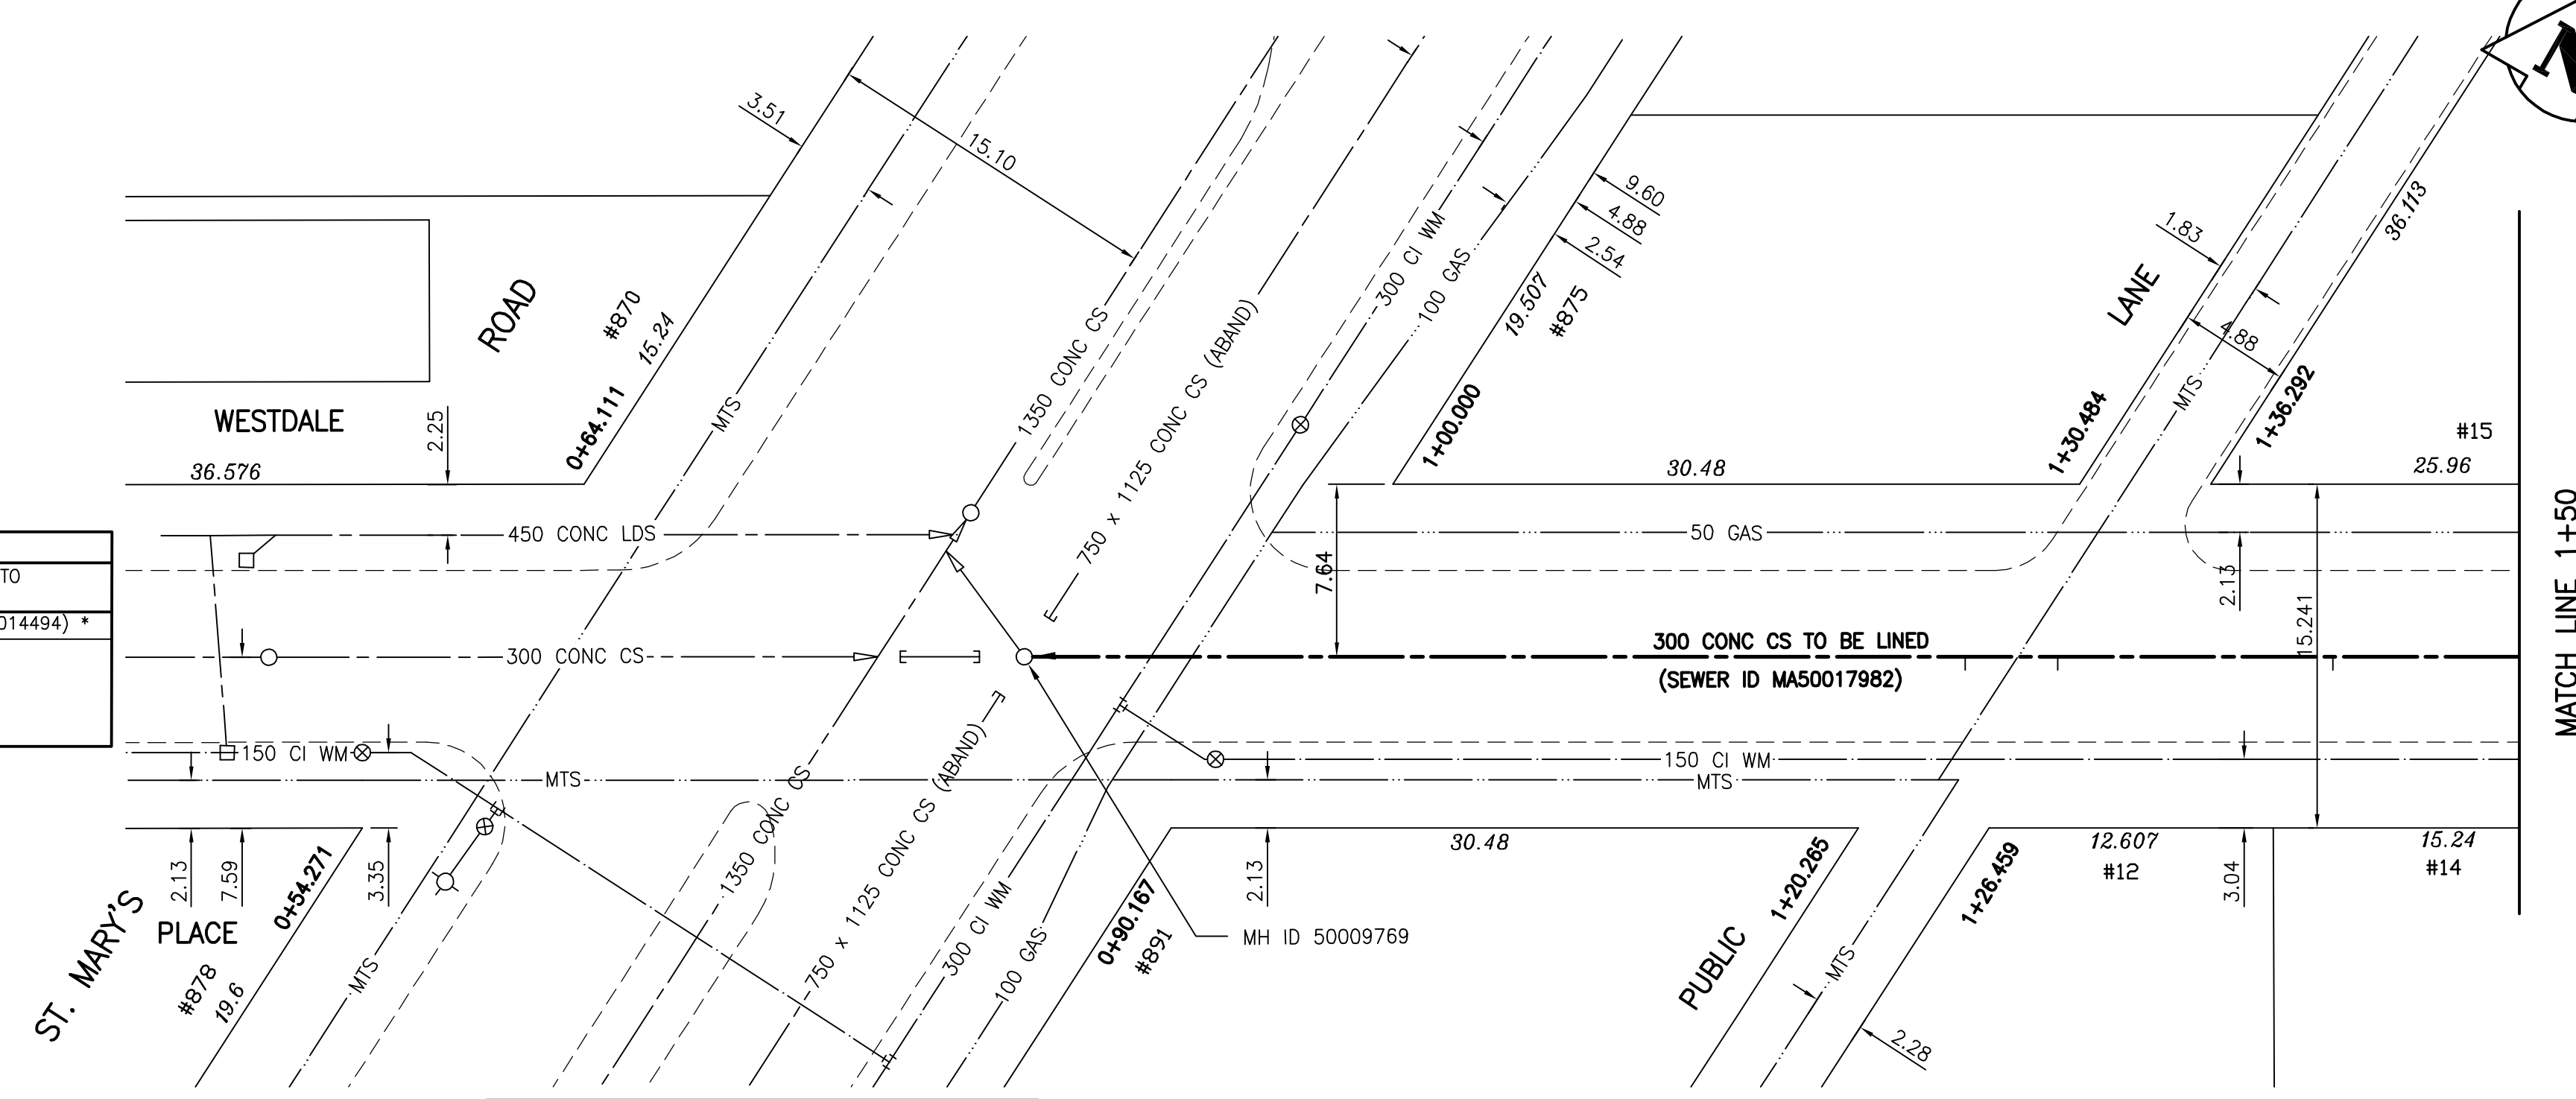 3.51
15.10
9.60
4.88
2.54
300 CI WM
100 GAS
19.507
#875
1.83
36.113
LANE
4.88
MTS
N
ROAD
#870
15.24
0+64.111
MTS
1350 CONC CS
750 x 1125 CONC CS (ABAND)
1+00.000
1+30.484
1+36.292
#15
25.96
WESTDALE
36.576
2.25
30.48
450 CONC LDS
50 GAS
7.64
2.13
15.241
MATCH LINE 1+50
TO
014494) *
300 CONC CS
300 CONC CS TO BE LINED
(SEWER ID MA50017982)
150 CI WM
MTS
150 CI WM
MTS
2.13
7.59
3.35
0+54.271
ST. MARY'S
PLACE
#878
19.6
MTS
1350 CONC CS
1350 CONC CS
750 x 1125 CONC CS (ABAND)
300 CI WM
100 GAS
0+90.167
#891
2.13
30.48
MH ID 50009769
PUBLIC
1+20.265
MTS
1+26.459
2.28
12.607
#12
3.04
15.24
#14